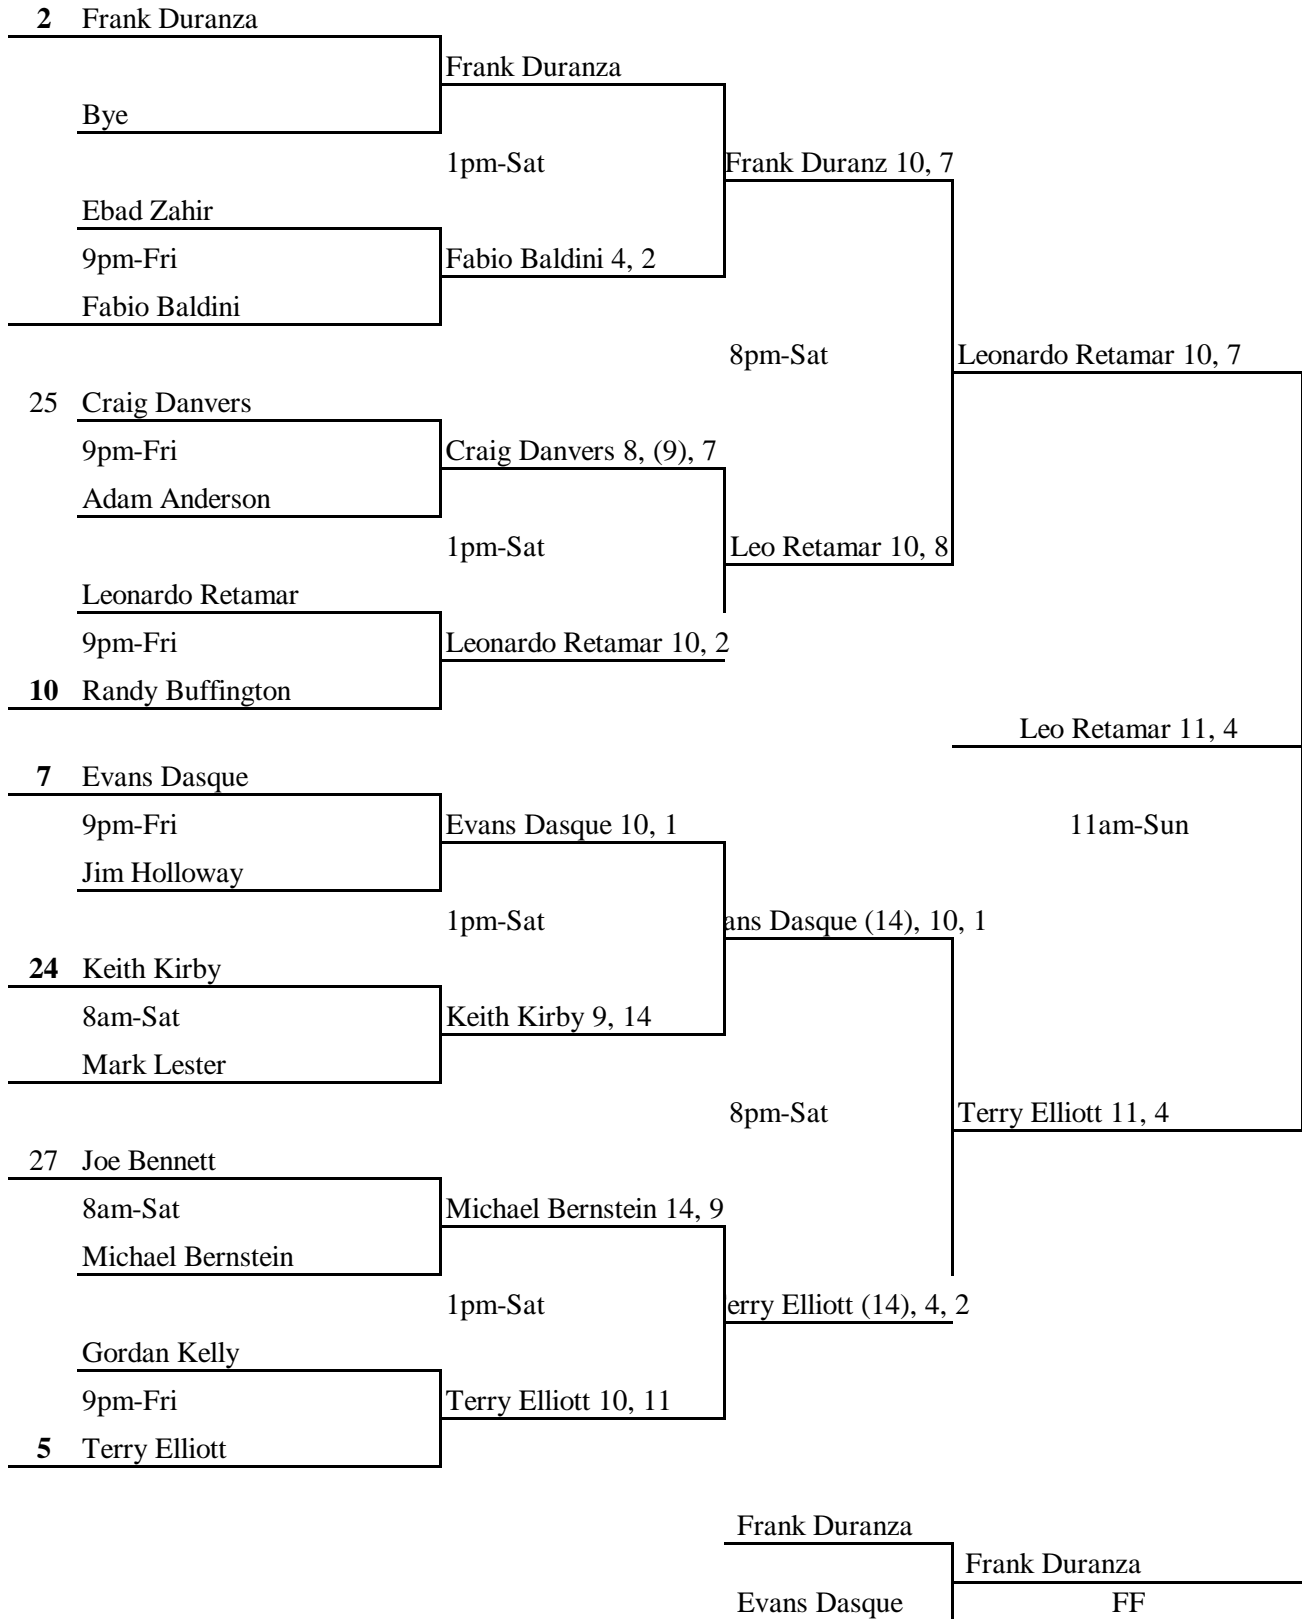 2 Frank Duranza
Frank Duranza
Bye
1pm-Sat Frank Duranz 10, 7
Ebad Zahir
9pm-Fri Fabio Baldini 4, 2
Fabio Baldini
8pm-Sat Leonardo Retamar 10, 7
25 Craig Danvers
9pm-Fri Craig Danvers 8, (9), 7
Adam Anderson
1pm-Sat Leo Retamar 10, 8
Leonardo Retamar
9pm-Fri Leonardo Retamar 10, 2
10 Randy Buffington
Leo Retamar 11, 4
7 Evans Dasque
9pm-Fri Evans Dasque 10, 1 11am-Sun
Jim Holloway
1pm-Sat ans Dasque (14), 10, 1
24 Keith Kirby
8am-Sat Keith Kirby 9, 14
Mark Lester
8pm-Sat Terry Elliott 11, 4
27 Joe Bennett
8am-Sat Michael Bernstein 14, 9
Michael Bernstein
1pm-Sat erry Elliott (14), 4, 2
Gordan Kelly
9pm-Fri Terry Elliott 10, 11
5 Terry Elliott
Frank Duranza
Frank Duranza
Evans Dasque FF